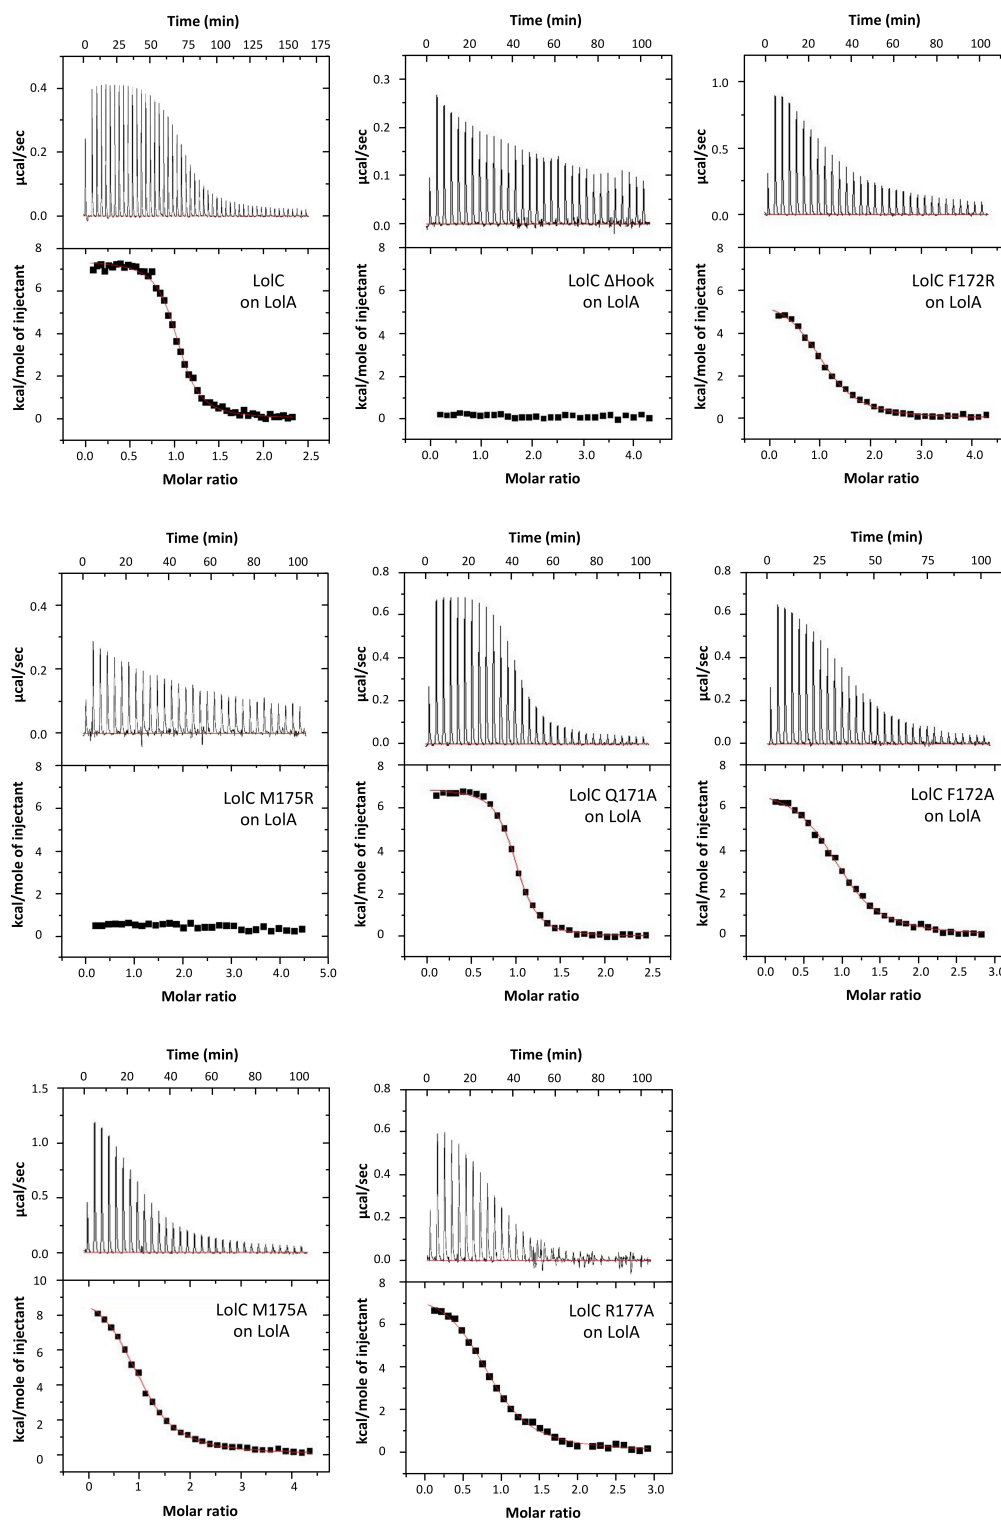 Time (min)
0 25 50 75 100 125 150 175
µcal/sec
0.4
0.2
0.0
kcal/mole of injectant
8
6
4
2
0
LolC
on LolA
0.0 0.5 1.0 1.5 2.0 2.5
Molar ratio
Time (min)
0 20 40 60 80 100
µcal/sec
0.3
0.2
0.1
0
kcal/mole of injectant
8
6
4
2
0
LolC ΔHook
on LolA
0.0 1.0 2.0 3.0 4.0
Molar ratio
Time (min)
0 20 40 60 80 100
µcal/sec
1.0
0.5
0.0
kcal/mole of injectant
8
6
4
2
0
LolC F172R
on LolA
0.0 1.0 2.0 3.0 4.0
Molar ratio
Time (min)
0 20 40 60 80 100
µcal/sec
0.4
0.2
0.0
kcal/mole of injectant
8
6
4
2
0
LolC M175R
on LolA
0.0 1.0 2.0 3.0 4.0 5.0
Molar ratio
Time (min)
0 20 40 60 80 100
µcal/sec
0.8
0.6
0.4
0.2
0.0
kcal/mole of injectant
8
6
4
2
0
LolC Q171A
on LolA
0.0 0.5 1.0 1.5 2.0 2.5
Molar ratio
Time (min)
0 25 50 75 100
µcal/sec
0.8
0.6
0.4
0.2
0.0
kcal/mole of injectant
8
6
4
2
0
LolC F172A
on LolA
0.0 0.5 1.0 1.5 2.0 2.5 3.0
Molar ratio
Time (min)
0 20 40 60 80 100
µcal/sec
1.5
1.0
0.5
0.0
kcal/mole of injectant
10
8
6
4
2
0
LolC M175A
on LolA
0 1 2 3 4
Molar ratio
Time (min)
0 20 40 60 80 100
µcal/sec
0.8
0.6
0.4
0.2
0.0
kcal/mole of injectant
8
6
4
2
0
LolC R177A
on LolA
0.0 0.5 1.0 1.5 2.0 2.5 3.0
Molar ratio